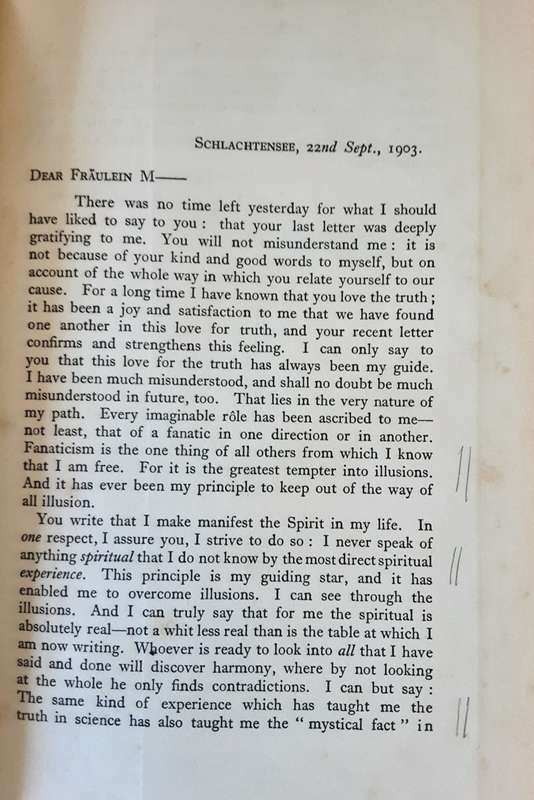 SCHLACHTENSEE, 22nd Sept., 1903.
DEAR FRÄULEIN M——
There was no time left yesterday for what I should
have liked to say to you : that your last letter was deeply
gratifying to me. You will not misunderstand me : it is
not because of your kind and good words to myself, but on
account of the whole way in which you relate yourself to our
cause. For a long time I have known that you love the truth ;
it has been a joy and satisfaction to me that we have found
one another in this love for truth, and your recent letter
confirms and strengthens this feeling. I can only say to
you that this love for the truth has always been my guide.
I have been much misunderstood, and shall no doubt be much
misunderstood in future, too. That lies in the very nature of
my path. Every imaginable rôle has been ascribed to me—
not least, that of a fanatic in one direction or in another.
Fanaticism is the one thing of all others from which I know
that I am free. For it is the greatest tempter into illusions.
And it has ever been my principle to keep out of the way of
all illusion.
You write that I make manifest the Spirit in my life. In
one respect, I assure you, I strive to do so : I never speak of
anything spiritual that I do not know by the most direct spiritual
experience. This principle is my guiding star, and it has
enabled me to overcome illusions. I can see through the
illusions. And I can truly say that for me the spiritual is
absolutely real—not a whit less real than is the table at which I
am now writing. Whoever is ready to look into all that I have
said and done will discover harmony, where by not looking
at the whole he only finds contradictions. I can but say :
The same kind of experience which has taught me the
truth in science has also taught me the “ mystical fact ” in